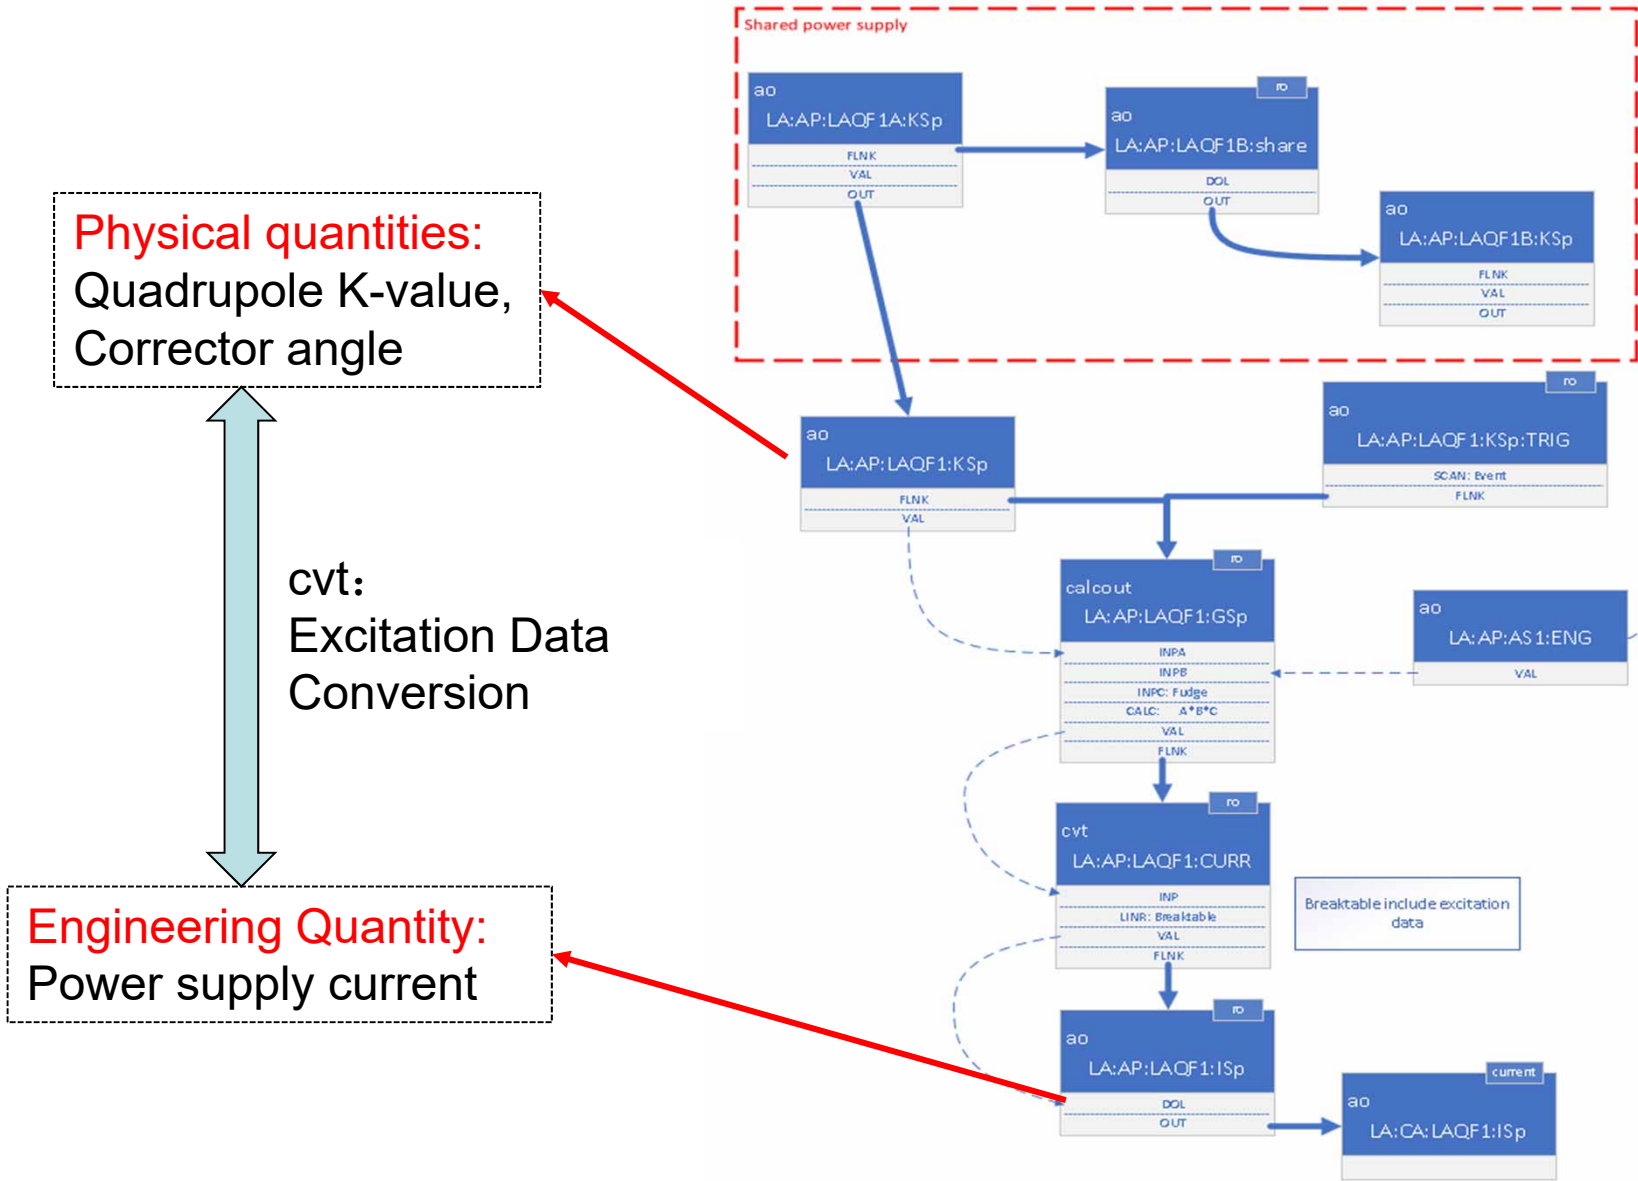 Shared power supply
ao
LA:AP:LAQF1A:KSp
FLNK
VAL
OUT
ro
ao
LA:AP:LAQF1B:share
DOL
OUT
ao
LA:AP:LAQF1B:KSp
FLNK
VAL
OUT
Physical quantities:
Quadrupole K-value,
Corrector angle
ao
LA:AP:LAQF1:KSp
FLNK
VAL
ro
ao
LA:AP:LAQF1:KSp:TRIG
SCAN: Event
FLNK
cvt：
Excitation Data
Conversion
ro
calcout
LA:AP:LAQF1:GSp
INPA
INPB
INPC: Fudge
CALC: A*B*C
VAL
FLNK
ao
LA:AP:AS1:ENG
VAL
ro
cvt
LA:AP:LAQF1:CURR
INP
LINR: Breaktable
VAL
FLNK
Breaktable include excitation
data
Engineering Quantity:
Power supply current
ro
ao
LA:AP:LAQF1:ISp
DOL
OUT
current
ao
LA:CA:LAQF1:ISp